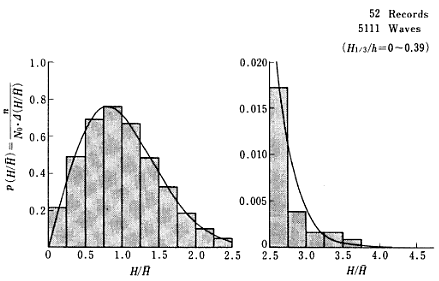 52 Records
5111 Waves
(H1/3/h=0~0.39)
p(H/H̄)=n/N₀·Δ(H/H̄)
1.0
0.8
0.6
0.4
0.2
0 0.5 1.0 1.5 2.0 2.5
H/H̄
0.020
0.015
0.010
0.005
0
2.5 3.0 3.5 4.0 4.5
H/H̄